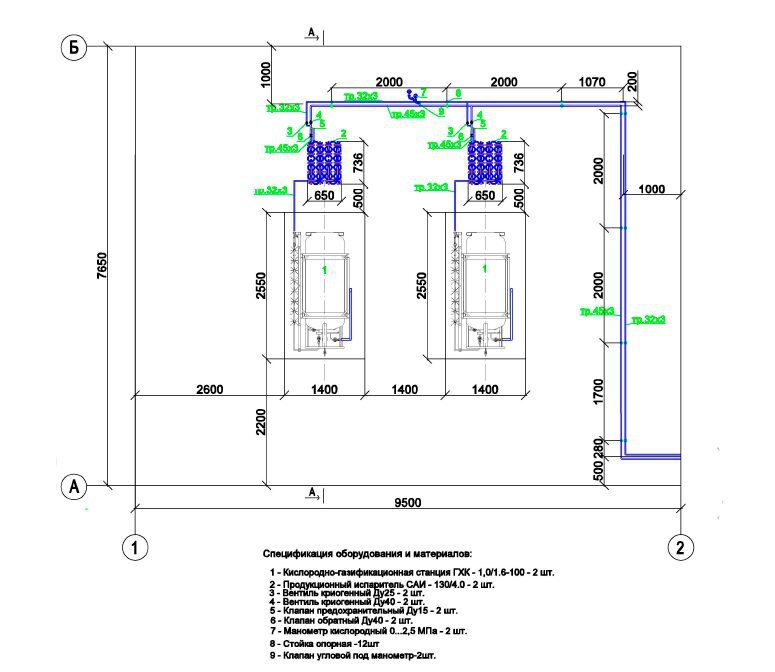 А
Б
1000
2000
2000
1070
200
тр.32х3
7
6
тр.32х3
тр.45х3
9
3
4
5
6
2
тр.45х3
736
3
4
5
6
2
тр.45х3
736
2000
1000
тр.32х3
650
500
тр.32х3
650
500
7650
2550
1
2550
1
2000
тр.45х3
тр.32х3
2600
1400
1400
1400
1700
2200
280
500
А
А
9500
1
2
Спецификация оборудования и материалов:
1 - Кислородно-газификационная станция ГХК - 1,0/1.6-100 - 2 шт.
2 - Продукционный испаритель САИ - 130/4.0 - 2 шт.
3 - Вентиль криогенный Ду25 - 2 шт.
4 - Вентиль криогенный Ду40 - 2 шт.
5 - Клапан предохранительный Ду15 - 2 шт.
6 - Клапан обратный Ду40 - 2 шт.
7 - Манометр кислородный 0...2,5 МПа - 2 шт.
8 - Стойка опорная -12шт
9 - Клапан угловой под манометр-2шт.